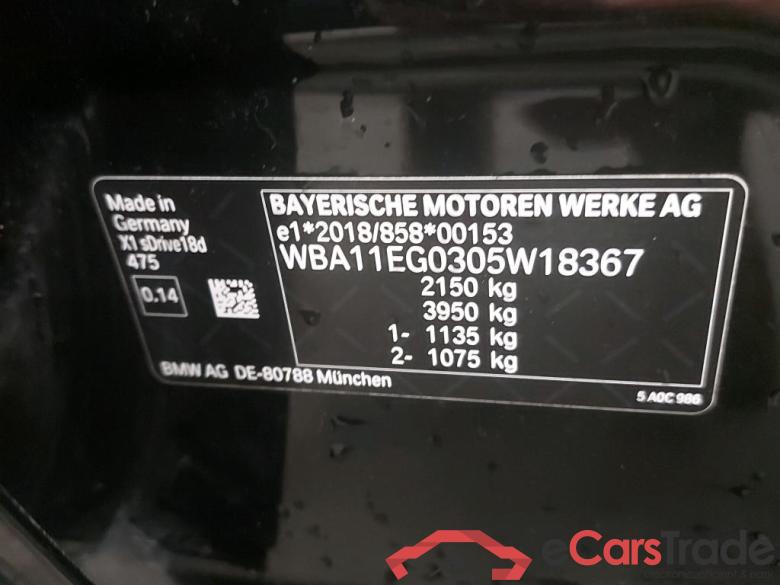 Made in
Germany
X1 sDrive18d
475
0.14
BAYERISCHE MOTOREN WERKE AG
e1*2018/858*00153
WBA11EG0305W18367
2150 kg
3950 kg
1- 1135 kg
2- 1075 kg
BMW AG DE-80788 München
5 A0C 986
eCarsTrade